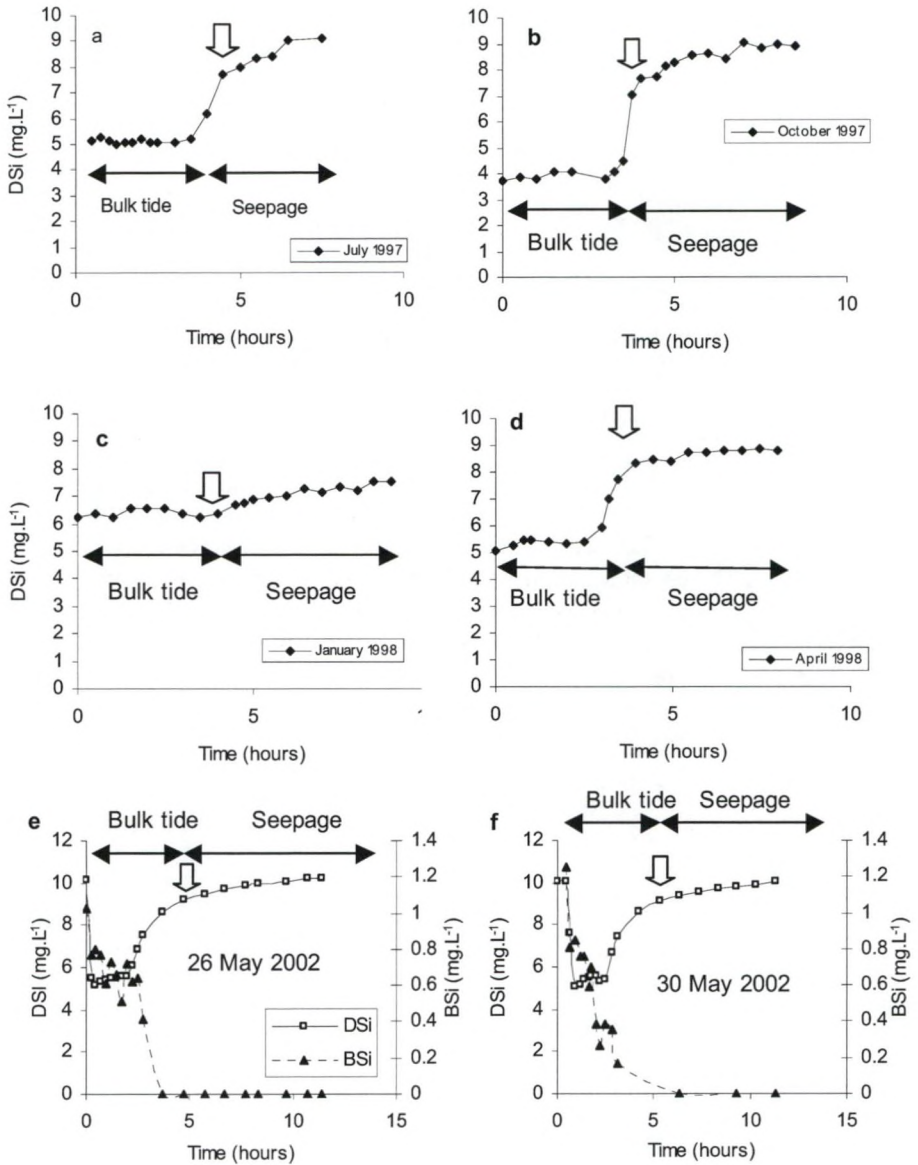 a
10
9
8
7
6
5
4
3
2
1
0
DSi (mg.L-1)
Bulk tide
Seepage
July 1997
0
5
10
Time (hours)
b
10
9
8
7
6
5
4
3
2
1
0
October 1997
Bulk tide
Seepage
0
5
10
Time (hours)
c
10
9
8
7
6
5
4
3
2
1
0
DSi (mg.L-1)
Bulk tide
Seepage
January 1998
0
5
Time (hours)
d
10
9
8
7
6
5
4
3
2
1
0
Bulk tide
Seepage
April 1998
0
5
10
Time (hours)
e
Bulk tide
Seepage
12
10
8
6
4
2
0
DSI (mg.L-1)
1.4
1.2
1
0.8
0.6
0.4
0.2
0
BSi (mg.L-1)
26 May 2002
DSi
BSi
0
5
10
15
Time (hours)
f
Bulk tide
Seepage
12
10
8
6
4
2
0
DSi (mg.L-1)
1.4
1.2
1
0.8
0.6
0.4
0.2
0
BSi (mg.L-1)
30 May 2002
0
5
10
15
Time (hours)